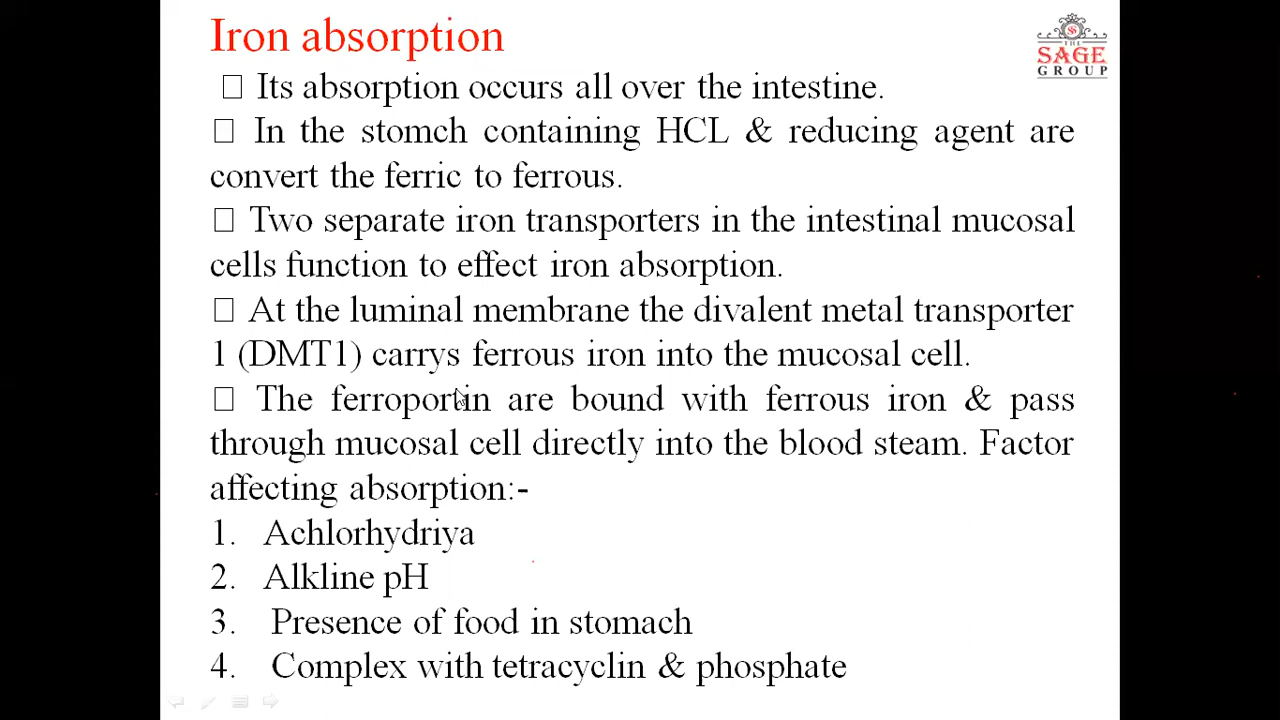 Iron absorption
THE
SAGE
GROUP
□ Its absorption occurs all over the intestine.
□ In the stomch containing HCL & reducing agent are
convert the ferric to ferrous.
□ Two separate iron transporters in the intestinal mucosal
cells function to effect iron absorption.
□ At the luminal membrane the divalent metal transporter
1 (DMT1) carrys ferrous iron into the mucosal cell.
□ The ferroportin are bound with ferrous iron & pass
through mucosal cell directly into the blood steam. Factor
affecting absorption:-
1. Achlorhydriya
2. Alkline pH
3. Presence of food in stomach
4. Complex with tetracyclin & phosphate